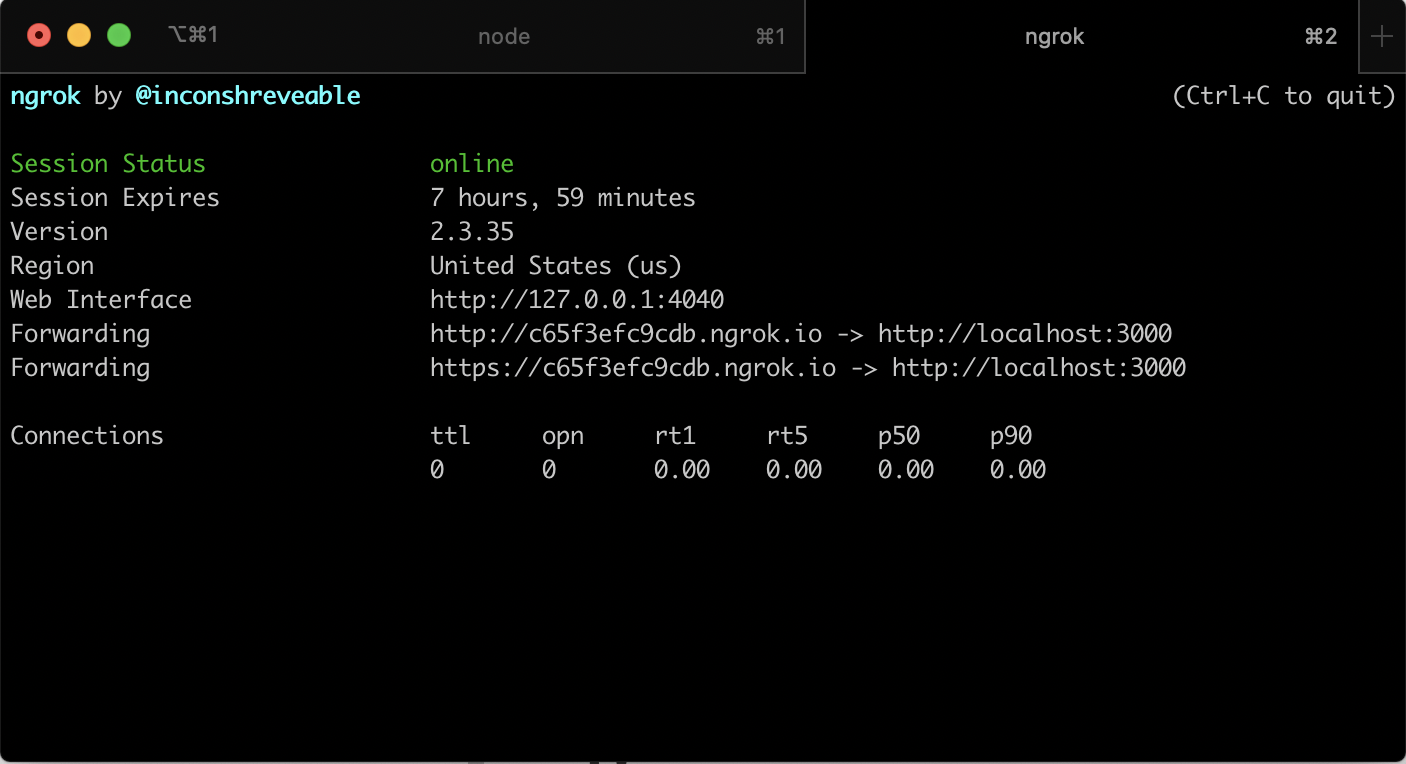 ⌥⌘1 node ⌘1 ngrok ⌘2
ngrok by @inconshreveable (Ctrl+C to quit)
Session Status online
Session Expires 7 hours, 59 minutes
Version 2.3.35
Region United States (us)
Web Interface http://127.0.0.1:4040
Forwarding http://c65f3efc9cdb.ngrok.io -> http://localhost:3000
Forwarding https://c65f3efc9cdb.ngrok.io -> http://localhost:3000
Connections ttl opn rt1 rt5 p50 p90
0 0 0.00 0.00 0.00 0.00